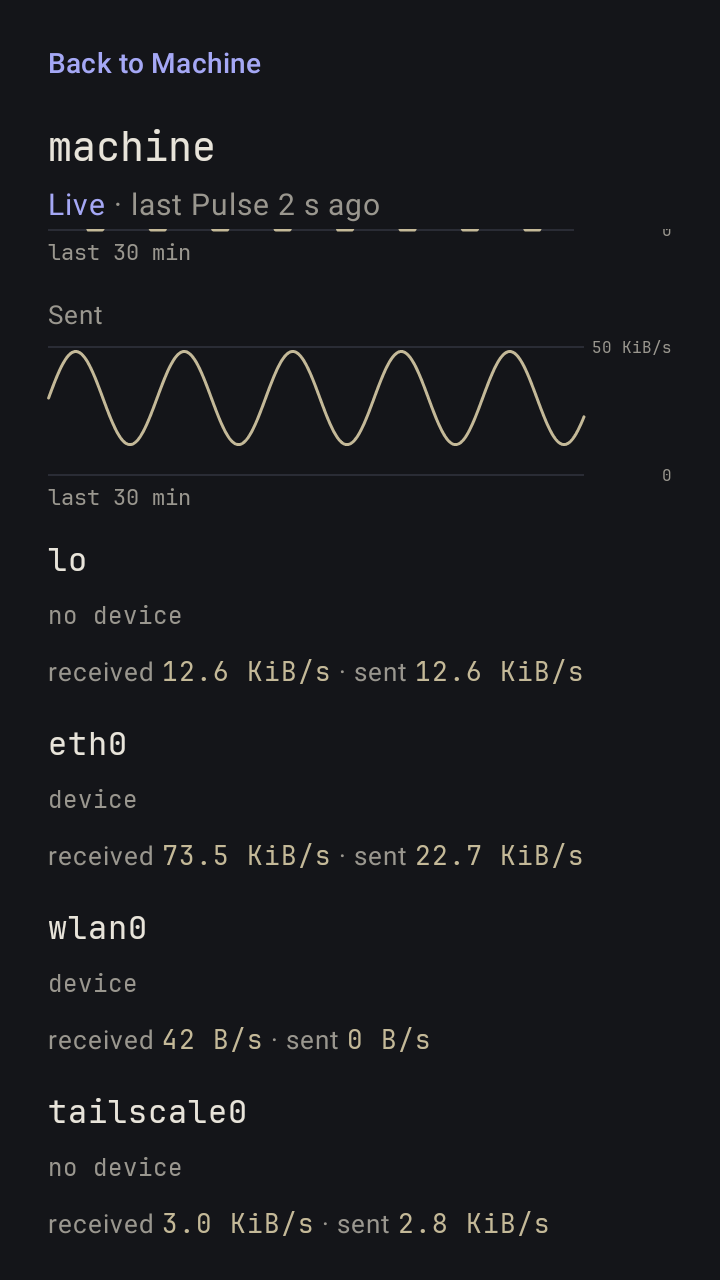 Back to Machine
machine
Live · last Pulse 2 s ago
0
last 30 min
Sent
50 KiB/s
0
last 30 min
lo
no device
received 12.6 KiB/s · sent 12.6 KiB/s
eth0
device
received 73.5 KiB/s · sent 22.7 KiB/s
wlan0
device
received 42 B/s · sent 0 B/s
tailscale0
no device
received 3.0 KiB/s · sent 2.8 KiB/s